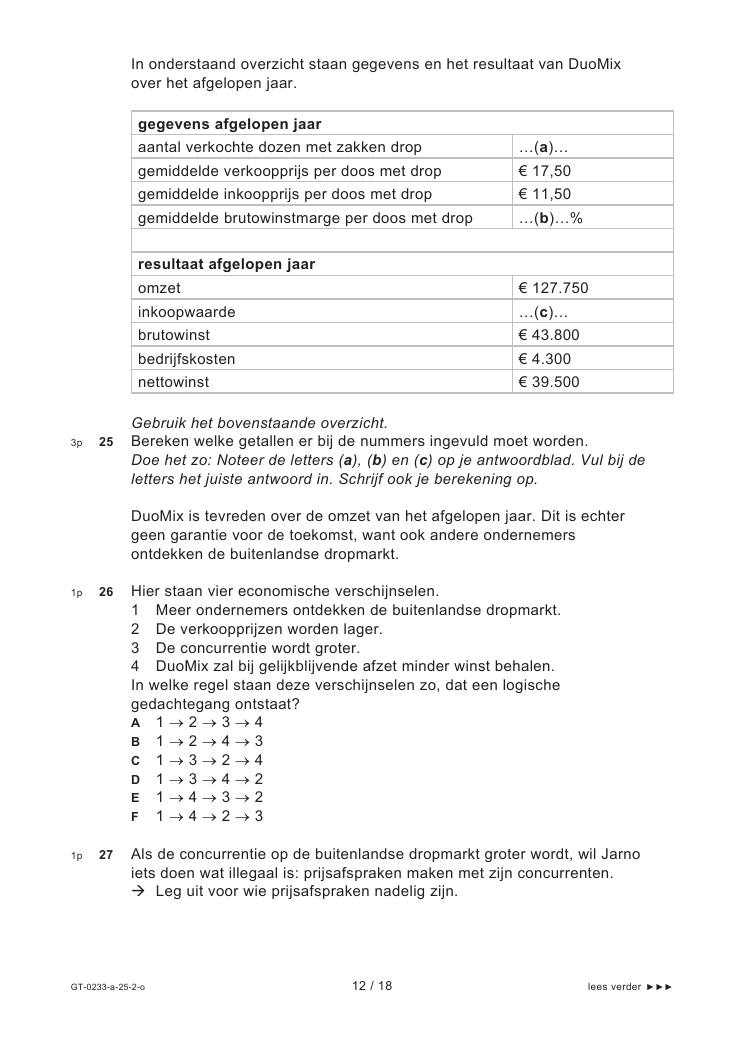 In onderstaand overzicht staan gegevens en het resultaat van DuoMix
over het afgelopen jaar.
gegevens afgelopen jaar
aantal verkochte dozen met zakken drop …(a)…
gemiddelde verkoopprijs per doos met drop € 17,50
gemiddelde inkoopprijs per doos met drop € 11,50
gemiddelde brutowinstmarge per doos met drop …(b)…%
resultaat afgelopen jaar
omzet € 127.750
inkoopwaarde …(c)…
brutowinst € 43.800
bedrijfskosten € 4.300
nettowinst € 39.500
Gebruik het bovenstaande overzicht.
3p 25 Bereken welke getallen er bij de nummers ingevuld moet worden.
Doe het zo: Noteer de letters (a), (b) en (c) op je antwoordblad. Vul bij de
letters het juiste antwoord in. Schrijf ook je berekening op.
DuoMix is tevreden over de omzet van het afgelopen jaar. Dit is echter
geen garantie voor de toekomst, want ook andere ondernemers
ontdekken de buitenlandse dropmarkt.
1p 26 Hier staan vier economische verschijnselen.
1 Meer ondernemers ontdekken de buitenlandse dropmarkt.
2 De verkoopprijzen worden lager.
3 De concurrentie wordt groter.
4 DuoMix zal bij gelijkblijvende afzet minder winst behalen.
In welke regel staan deze verschijnselen zo, dat een logische
gedachtegang ontstaat?
A 1 → 2 → 3 → 4
B 1 → 2 → 4 → 3
C 1 → 3 → 2 → 4
D 1 → 3 → 4 → 2
E 1 → 4 → 3 → 2
F 1 → 4 → 2 → 3
1p 27 Als de concurrentie op de buitenlandse dropmarkt groter wordt, wil Jarno
iets doen wat illegaal is: prijsafspraken maken met zijn concurrenten.
→ Leg uit voor wie prijsafspraken nadelig zijn.
GT-0233-a-25-2-o 12 / 18 lees verder ►►►